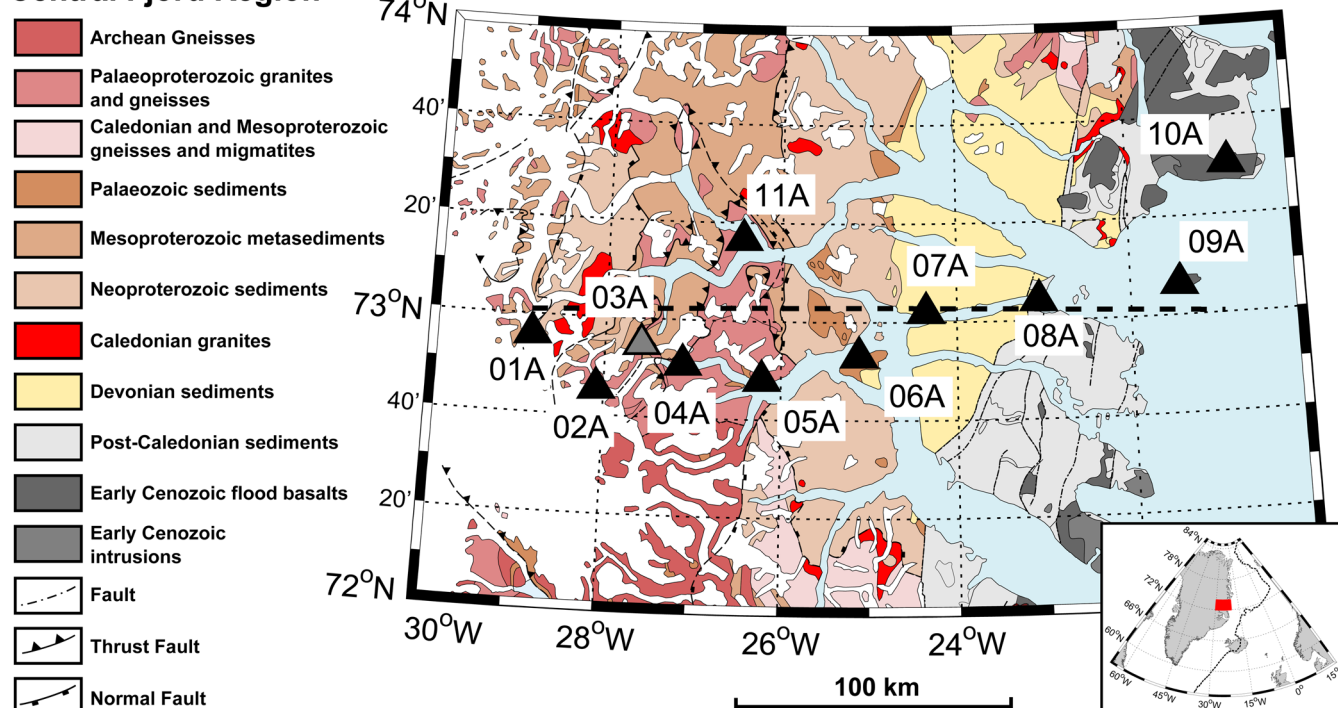 Central Fjord Region
Archean Gneisses
Palaeoproterozoic granites
and gneisses
Caledonian and Mesoproterozoic
gneisses and migmatites
Palaeozoic sediments
Mesoproterozoic metasediments
Neoproterozoic sediments
Caledonian granites
Devonian sediments
Post-Caledonian sediments
Early Cenozoic flood basalts
Early Cenozoic
intrusions
Fault
Thrust Fault
Normal Fault
74°N
40'
20'
73°N
40'
20'
72°N
30°W
28°W
26°W
24°W
100 km
10A
11A
09A
07A
03A
08A
01A
06A
04A
05A
02A
84°N
78°N
72°N
66°N
60°N
60°W
45°W
30°W
15°W
0°